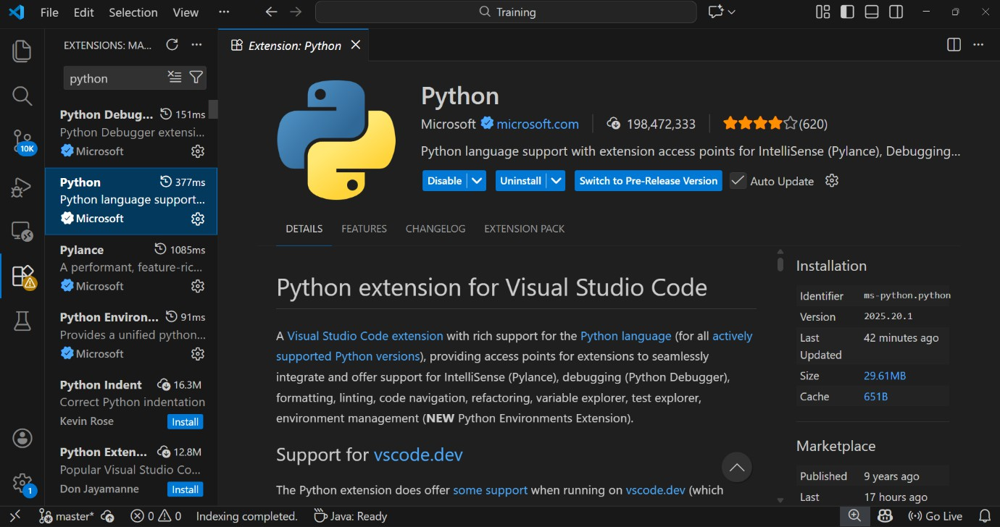 File Edit Selection View ··· Training
EXTENSIONS: MA... ···
python
Python Debug... 151ms
Python Debugger extensi...
Microsoft
Python 377ms
Python language support...
Microsoft
Pylance 1085ms
A performant, feature-ric...
Microsoft
Python Environ... 91ms
Provides a unified python...
Microsoft
Python Indent 16.3M
Correct Python indentation
Kevin Rose Install
Python Exten... 12.8M
Popular Visual Studio Co...
Don Jayamanne Install
10K
1
Extension: Python
Python
Microsoft microsoft.com 198,472,333 (620)
Python language support with extension access points for IntelliSense (Pylance), Debugging...
Disable Uninstall Switch to Pre-Release Version Auto Update
DETAILS FEATURES CHANGELOG EXTENSION PACK
Python extension for Visual Studio Code
A Visual Studio Code extension with rich support for the Python language (for all actively
supported Python versions), providing access points for extensions to seamlessly
integrate and offer support for IntelliSense (Pylance), debugging (Python Debugger),
formatting, linting, code navigation, refactoring, variable explorer, test explorer,
environment management (NEW Python Environments Extension).
Support for vscode.dev
The Python extension does offer some support when running on vscode.dev (which
Installation
Identifier ms-python.python
Version 2025.20.1
Last 42 minutes ago
Updated
Size 29.61MB
Cache 651B
Marketplace
Published 9 years ago
Last 17 hours ago
master* 0 0 Indexing completed. Java: Ready Go Live